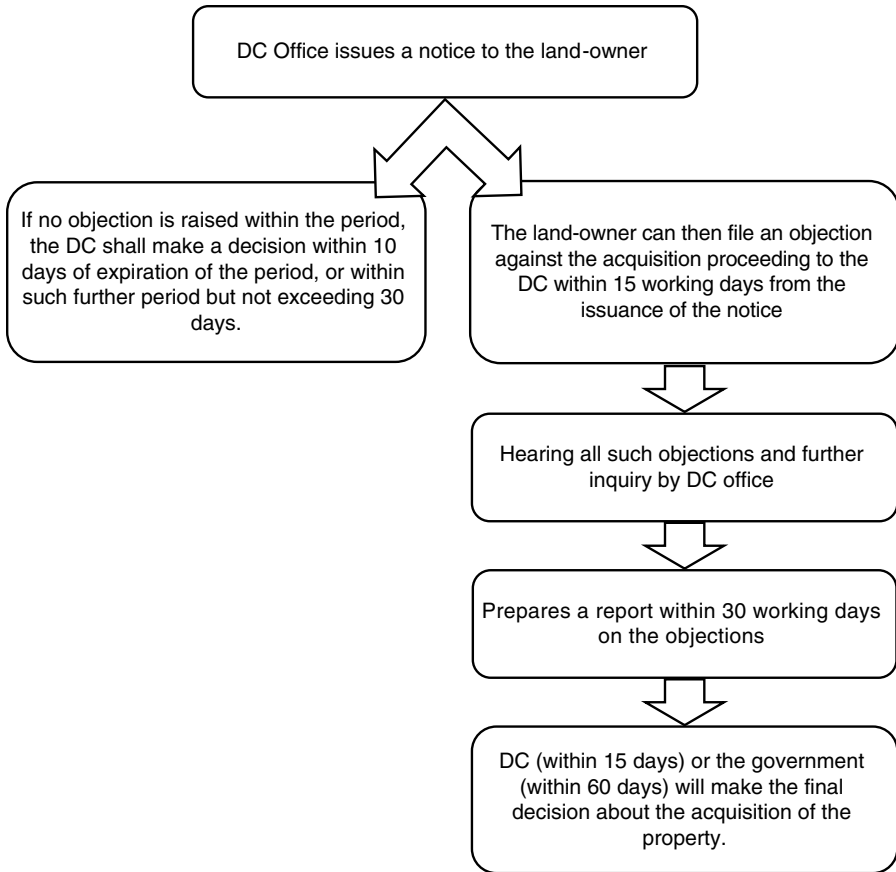 DC Office issues a notice to the land-owner
If no objection is raised within the period,
the DC shall make a decision within 10
days of expiration of the period, or within
such further period but not exceeding 30
days.
The land-owner can then file an objection
against the acquisition proceeding to the
DC within 15 working days from the
issuance of the notice
Hearing all such objections and further
inquiry by DC office
Prepares a report within 30 working days
on the objections
DC (within 15 days) or the government
(within 60 days) will make the final
decision about the acquisition of the
property.